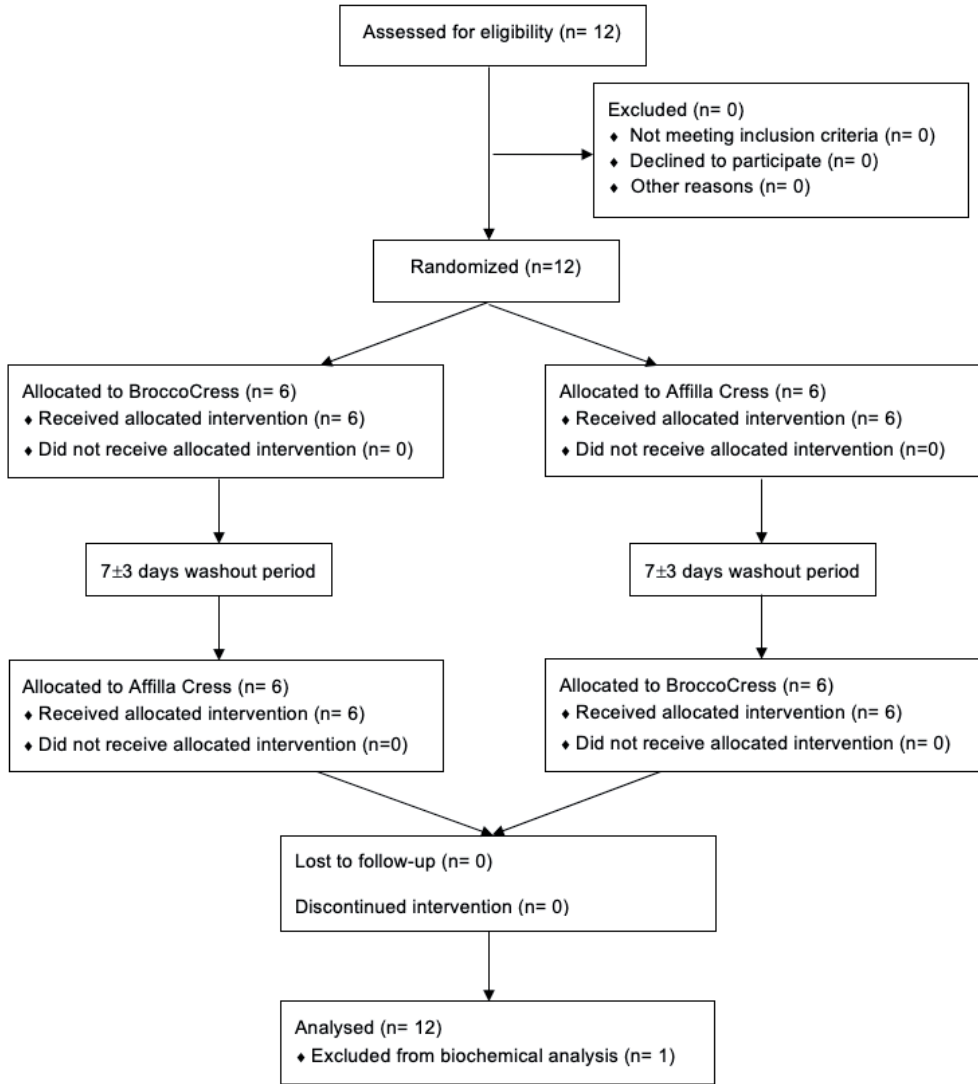 Assessed for eligibility (n= 12)
Excluded (n= 0)
♦ Not meeting inclusion criteria (n= 0)
♦ Declined to participate (n= 0)
♦ Other reasons (n= 0)
Randomized (n=12)
Allocated to BroccoCress (n= 6)
♦ Received allocated intervention (n= 6)
♦ Did not receive allocated intervention (n= 0)
Allocated to Affilla Cress (n= 6)
♦ Received allocated intervention (n= 6)
♦ Did not receive allocated intervention (n=0)
7±3 days washout period
7±3 days washout period
Allocated to Affilla Cress (n= 6)
♦ Received allocated intervention (n= 6)
♦ Did not receive allocated intervention (n=0)
Allocated to BroccoCress (n= 6)
♦ Received allocated intervention (n= 6)
♦ Did not receive allocated intervention (n= 0)
Lost to follow-up (n= 0)
Discontinued intervention (n= 0)
Analysed (n= 12)
♦ Excluded from biochemical analysis (n= 1)